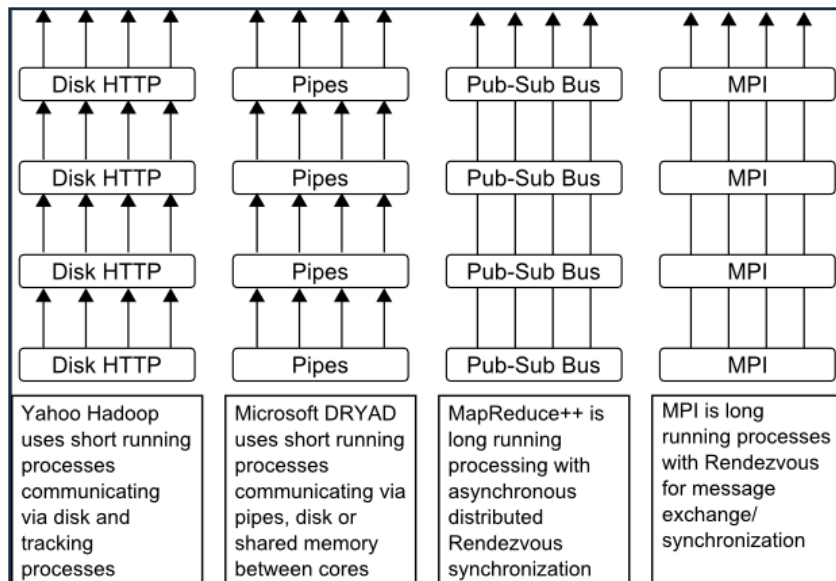 Disk HTTP
Pipes
Pub-Sub Bus
MPI
Disk HTTP
Pipes
Pub-Sub Bus
MPI
Disk HTTP
Pipes
Pub-Sub Bus
MPI
Disk HTTP
Pipes
Pub-Sub Bus
MPI
Yahoo Hadoop
uses short running
processes
communicating
via disk and
tracking
processes
Microsoft DRYAD
uses short running
processes
communicating via
pipes, disk or
shared memory
between cores
MapReduce++ is
long running
processing with
asynchronous
distributed
Rendezvous
synchronization
MPI is long
running processes
with Rendezvous
for message
exchange/
synchronization